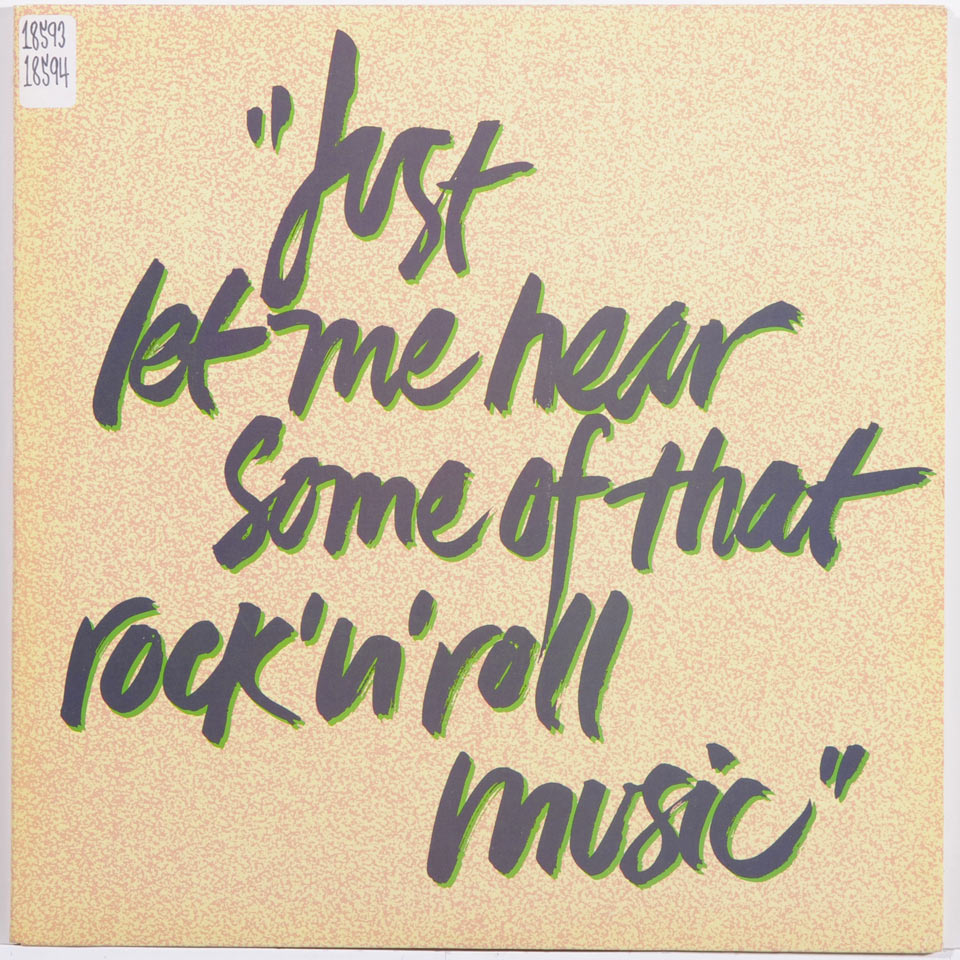 18593
18594
"Just
let me hear
some of that
rock'n'roll
music"